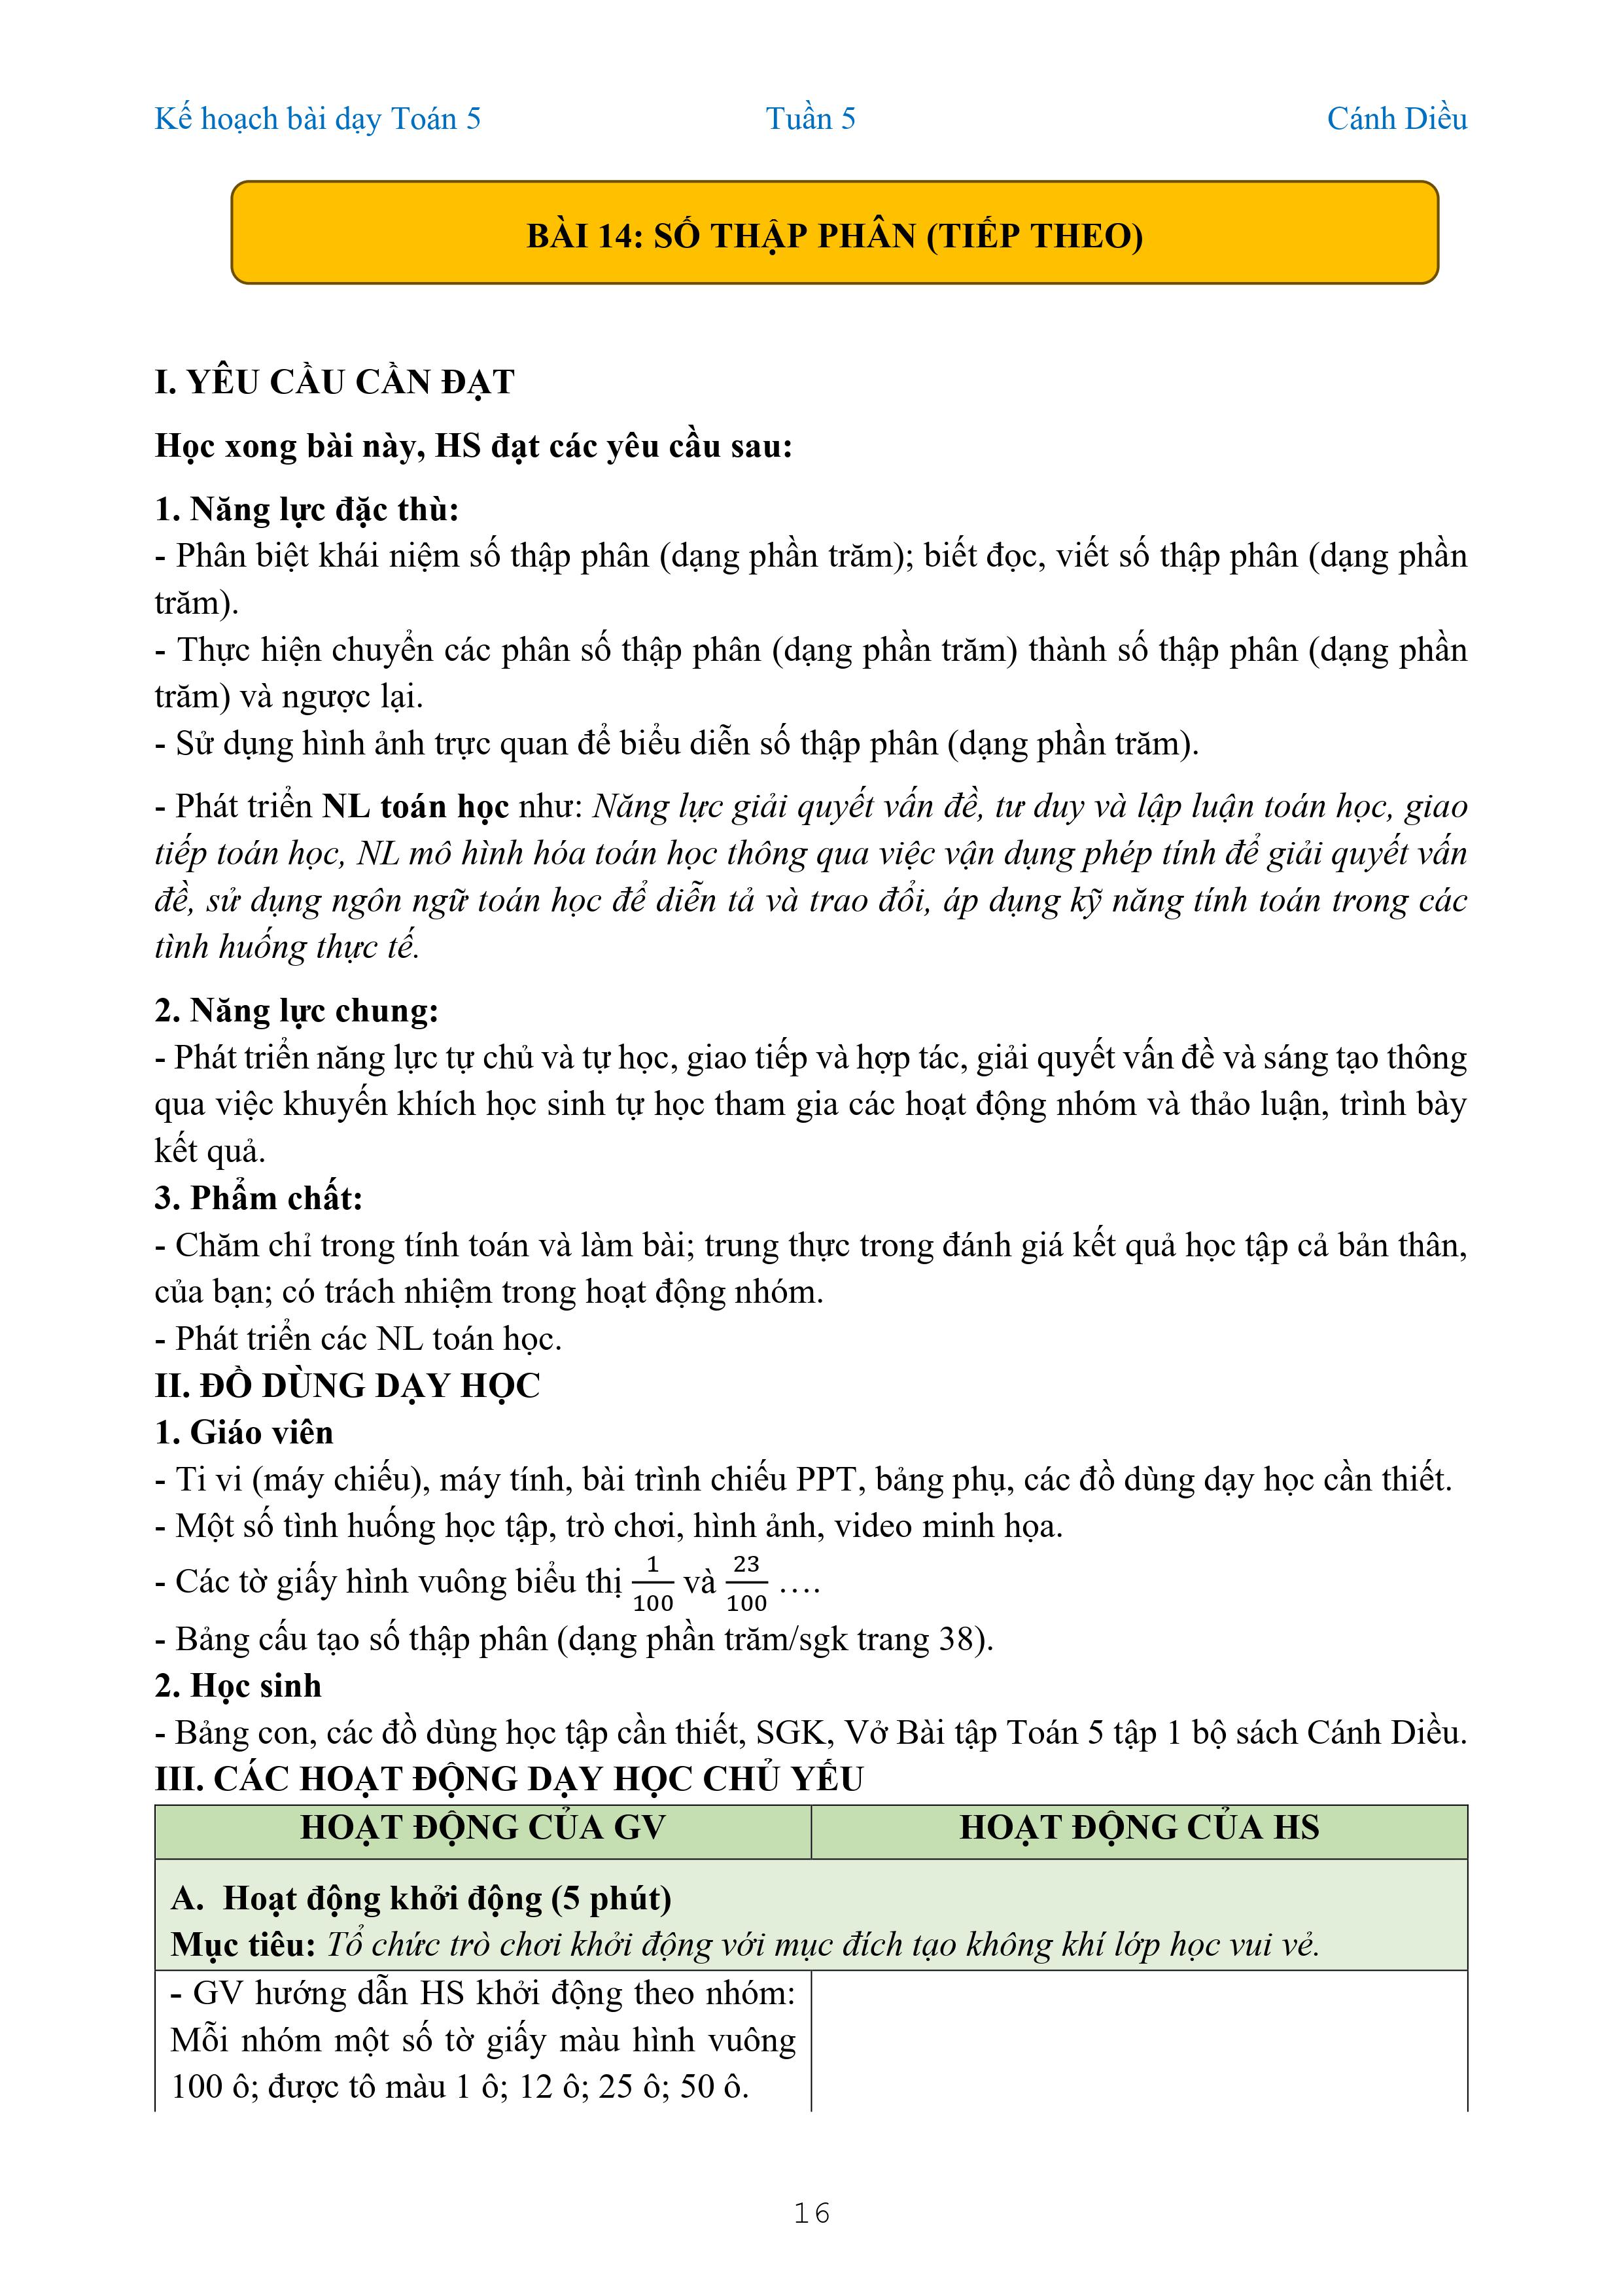 Kế hoạch bài dạy Toán 5 Tuần 5 Cánh Diều
BÀI 14: SỐ THẬP PHÂN (TIẾP THEO)
I. YÊU CẦU CẦN ĐẠT
Học xong bài này, HS đạt các yêu cầu sau:
1. Năng lực đặc thù:
- Phân biệt khái niệm số thập phân (dạng phần trăm); biết đọc, viết số thập phân (dạng phần
trăm).
- Thực hiện chuyển các phân số thập phân (dạng phần trăm) thành số thập phân (dạng phần
trăm) và ngược lại.
- Sử dụng hình ảnh trực quan để biểu diễn số thập phân (dạng phần trăm).
- Phát triển NL toán học như: Năng lực giải quyết vấn đề, tư duy và lập luận toán học, giao
tiếp toán học, NL mô hình hóa toán học thông qua việc vận dụng phép tính để giải quyết vấn
đề, sử dụng ngôn ngữ toán học để diễn tả và trao đổi, áp dụng kỹ năng tính toán trong các
tình huống thực tế.
2. Năng lực chung:
- Phát triển năng lực tự chủ và tự học, giao tiếp và hợp tác, giải quyết vấn đề và sáng tạo thông
qua việc khuyến khích học sinh tự học tham gia các hoạt động nhóm và thảo luận, trình bày
kết quả.
3. Phẩm chất:
- Chăm chỉ trong tính toán và làm bài; trung thực trong đánh giá kết quả học tập cả bản thân,
của bạn; có trách nhiệm trong hoạt động nhóm.
- Phát triển các NL toán học.
II. ĐỒ DÙNG DẠY HỌC
1. Giáo viên
- Ti vi (máy chiếu), máy tính, bài trình chiếu PPT, bảng phụ, các đồ dùng dạy học cần thiết.
- Một số tình huống học tập, trò chơi, hình ảnh, video minh họa.
- Các tờ giấy hình vuông biểu thị 1/100 và 23/100 ….
- Bảng cấu tạo số thập phân (dạng phần trăm/sgk trang 38).
2. Học sinh
- Bảng con, các đồ dùng học tập cần thiết, SGK, Vở Bài tập Toán 5 tập 1 bộ sách Cánh Diều.
III. CÁC HOẠT ĐỘNG DẠY HỌC CHỦ YẾU
HOẠT ĐỘNG CỦA GV HOẠT ĐỘNG CỦA HS
A. Hoạt động khởi động (5 phút)
Mục tiêu: Tổ chức trò chơi khởi động với mục đích tạo không khí lớp học vui vẻ.
- GV hướng dẫn HS khởi động theo nhóm:
Mỗi nhóm một số tờ giấy màu hình vuông
100 ô; được tô màu 1 ô; 12 ô; 25 ô; 50 ô.
16